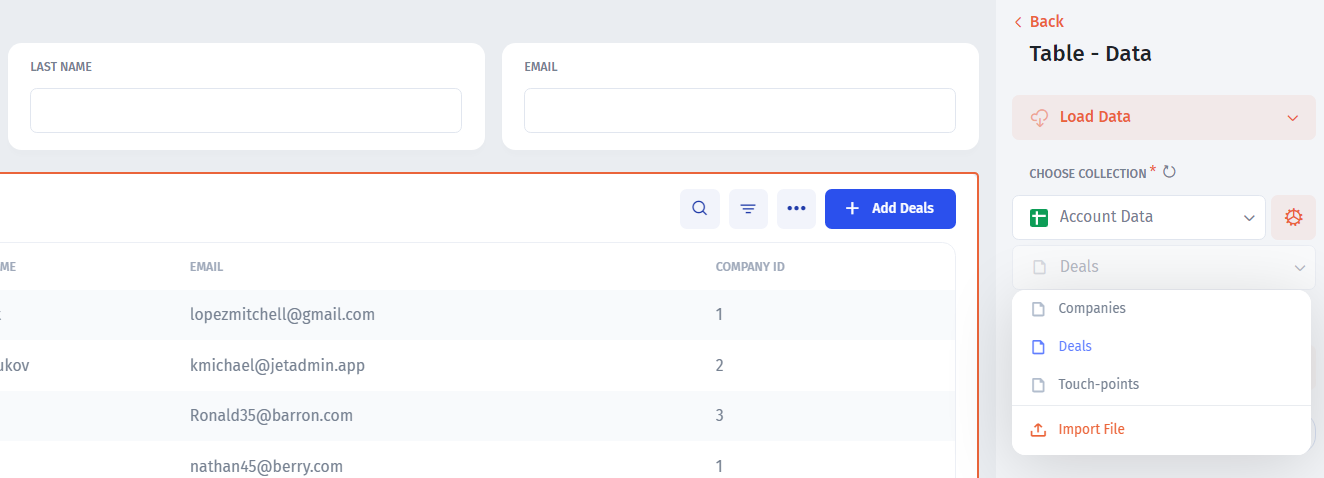 LAST NAME
EMAIL
Add Deals
ME
EMAIL
COMPANY ID
lopezmitchell@gmail.com
1
ukov
kmichael@jetadmin.app
2
Ronald35@barron.com
3
nathan45@berry.com
1
Back
Table - Data
Load Data
CHOOSE COLLECTION *
Account Data
Deals
Companies
Deals
Touch-points
Import File